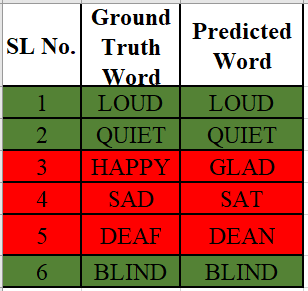 SL No. Ground Truth Word Predicted Word
1 LOUD LOUD
2 QUIET QUIET
3 HAPPY GLAD
4 SAD SAT
5 DEAF DEAN
6 BLIND BLIND